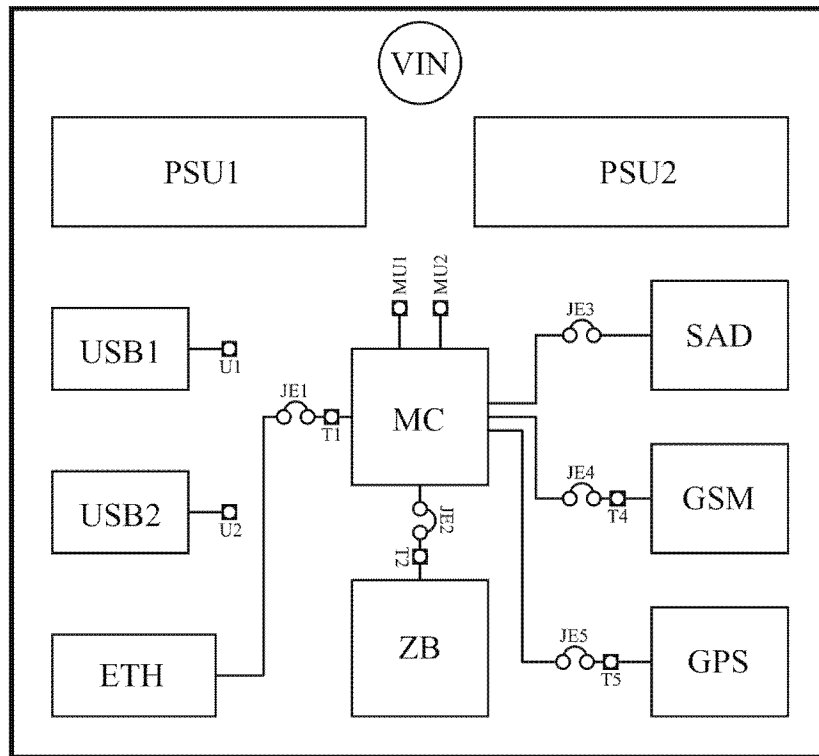 VIN
PSU1
PSU2
MU1
MU2
JE3
SAD
USB1
U1
JE1
T1
MC
USB2
U2
JE2
T2
JE4
T4
GSM
ETH
ZB
JE5
T5
GPS